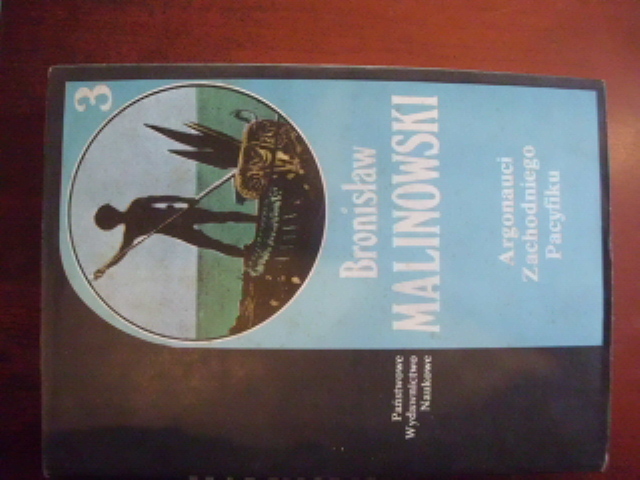 3
Bronisław
MALINOWSKI
Argonauci
Zachodniego
Pacyfiku
Państwowe
Wydawnictwo
Naukowe